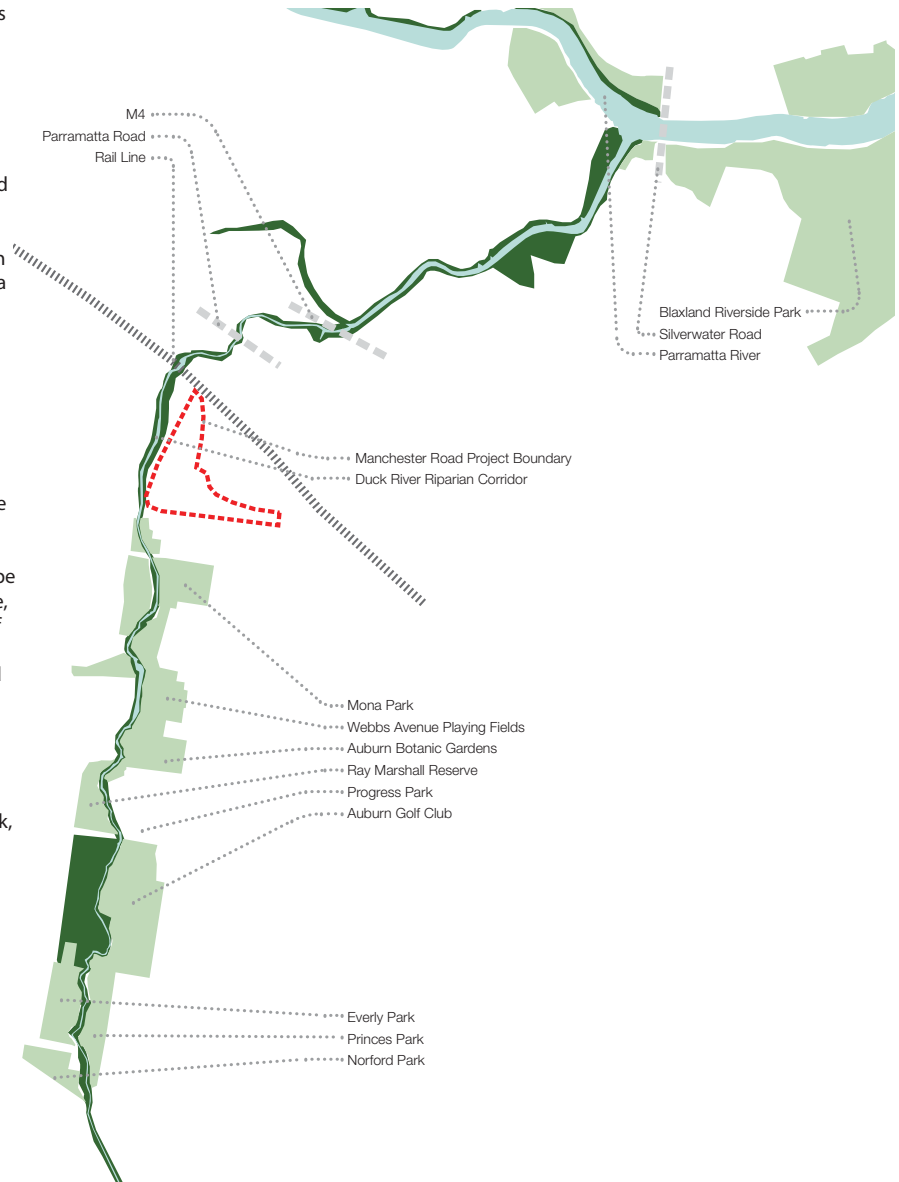 s
M4
Parramatta Road
Rail Line
d
n
a
Blaxland Riverside Park
Silverwater Road
Parramatta River
Manchester Road Project Boundary
Duck River Riparian Corridor
e
pe
e,
Mona Park
Webbs Avenue Playing Fields
Auburn Botanic Gardens
Ray Marshall Reserve
Progress Park
Auburn Golf Club
k,
Everly Park
Princes Park
Norford Park